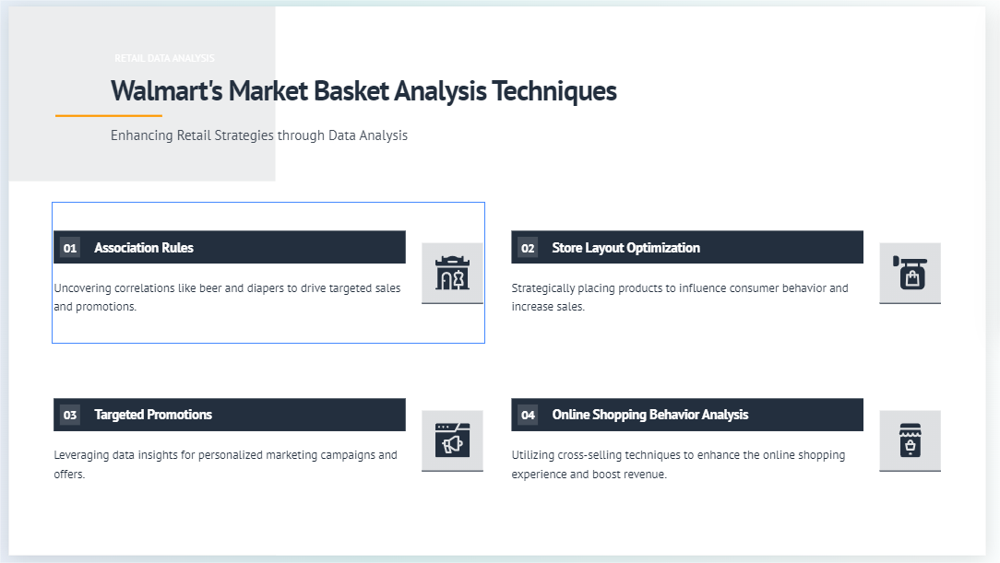 RETAIL DATA ANALYSIS
Walmart's Market Basket Analysis Techniques
Enhancing Retail Strategies through Data Analysis
01 Association Rules
Uncovering correlations like beer and diapers to drive targeted sales
and promotions.
02 Store Layout Optimization
Strategically placing products to influence consumer behavior and
increase sales.
03 Targeted Promotions
Leveraging data insights for personalized marketing campaigns and
offers.
04 Online Shopping Behavior Analysis
Utilizing cross-selling techniques to enhance the online shopping
experience and boost revenue.